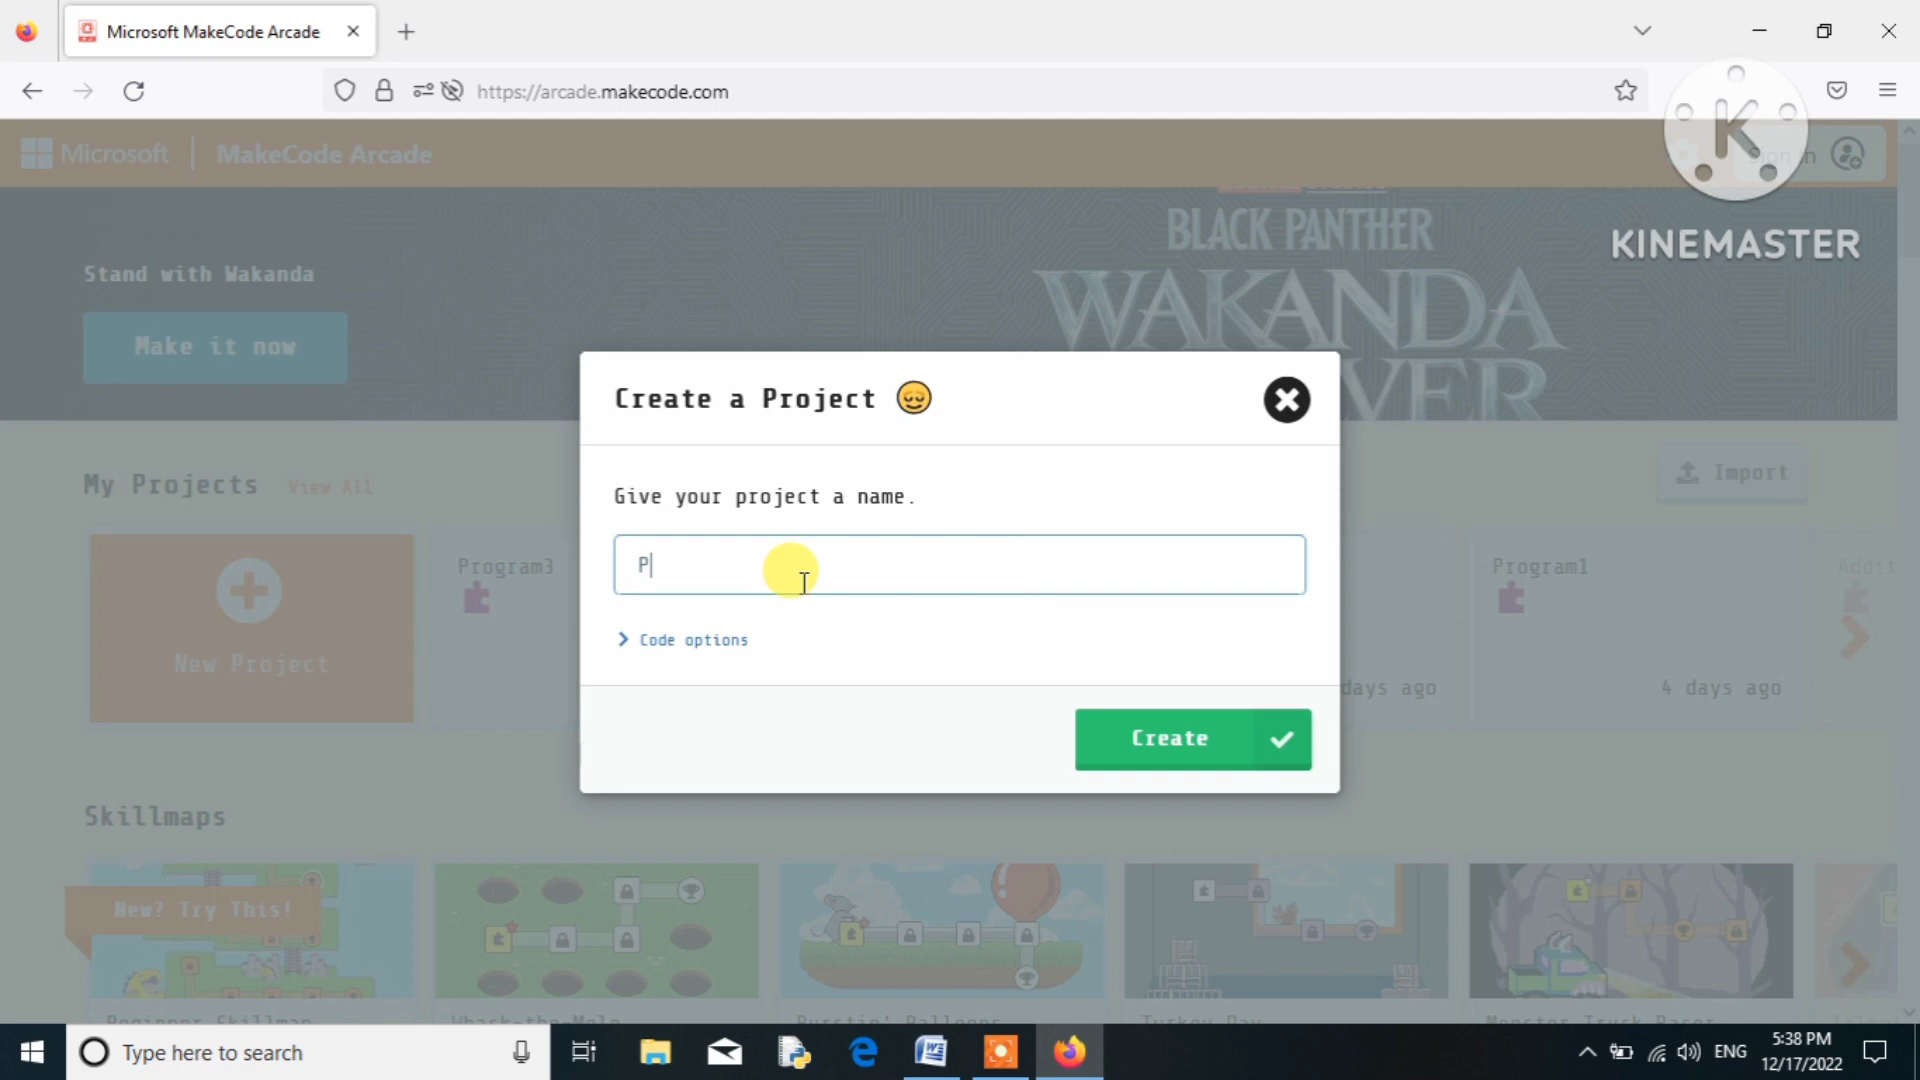 Microsoft MakeCode Arcade
https://arcade.makecode.com
Microsoft
MakeCode Arcade
Sign In
KINEMASTER
BLACK PANTHER
WAKANDA
Stand with Wakanda
Make it now
Create a Project
Give your project a name.
P
Code options
Create
My Projects
View All
Import
New Project
Program3
days ago
Program1
4 days ago
Skillmaps
New? Try This!
Type here to search
ENG
5:38 PM
12/17/2022